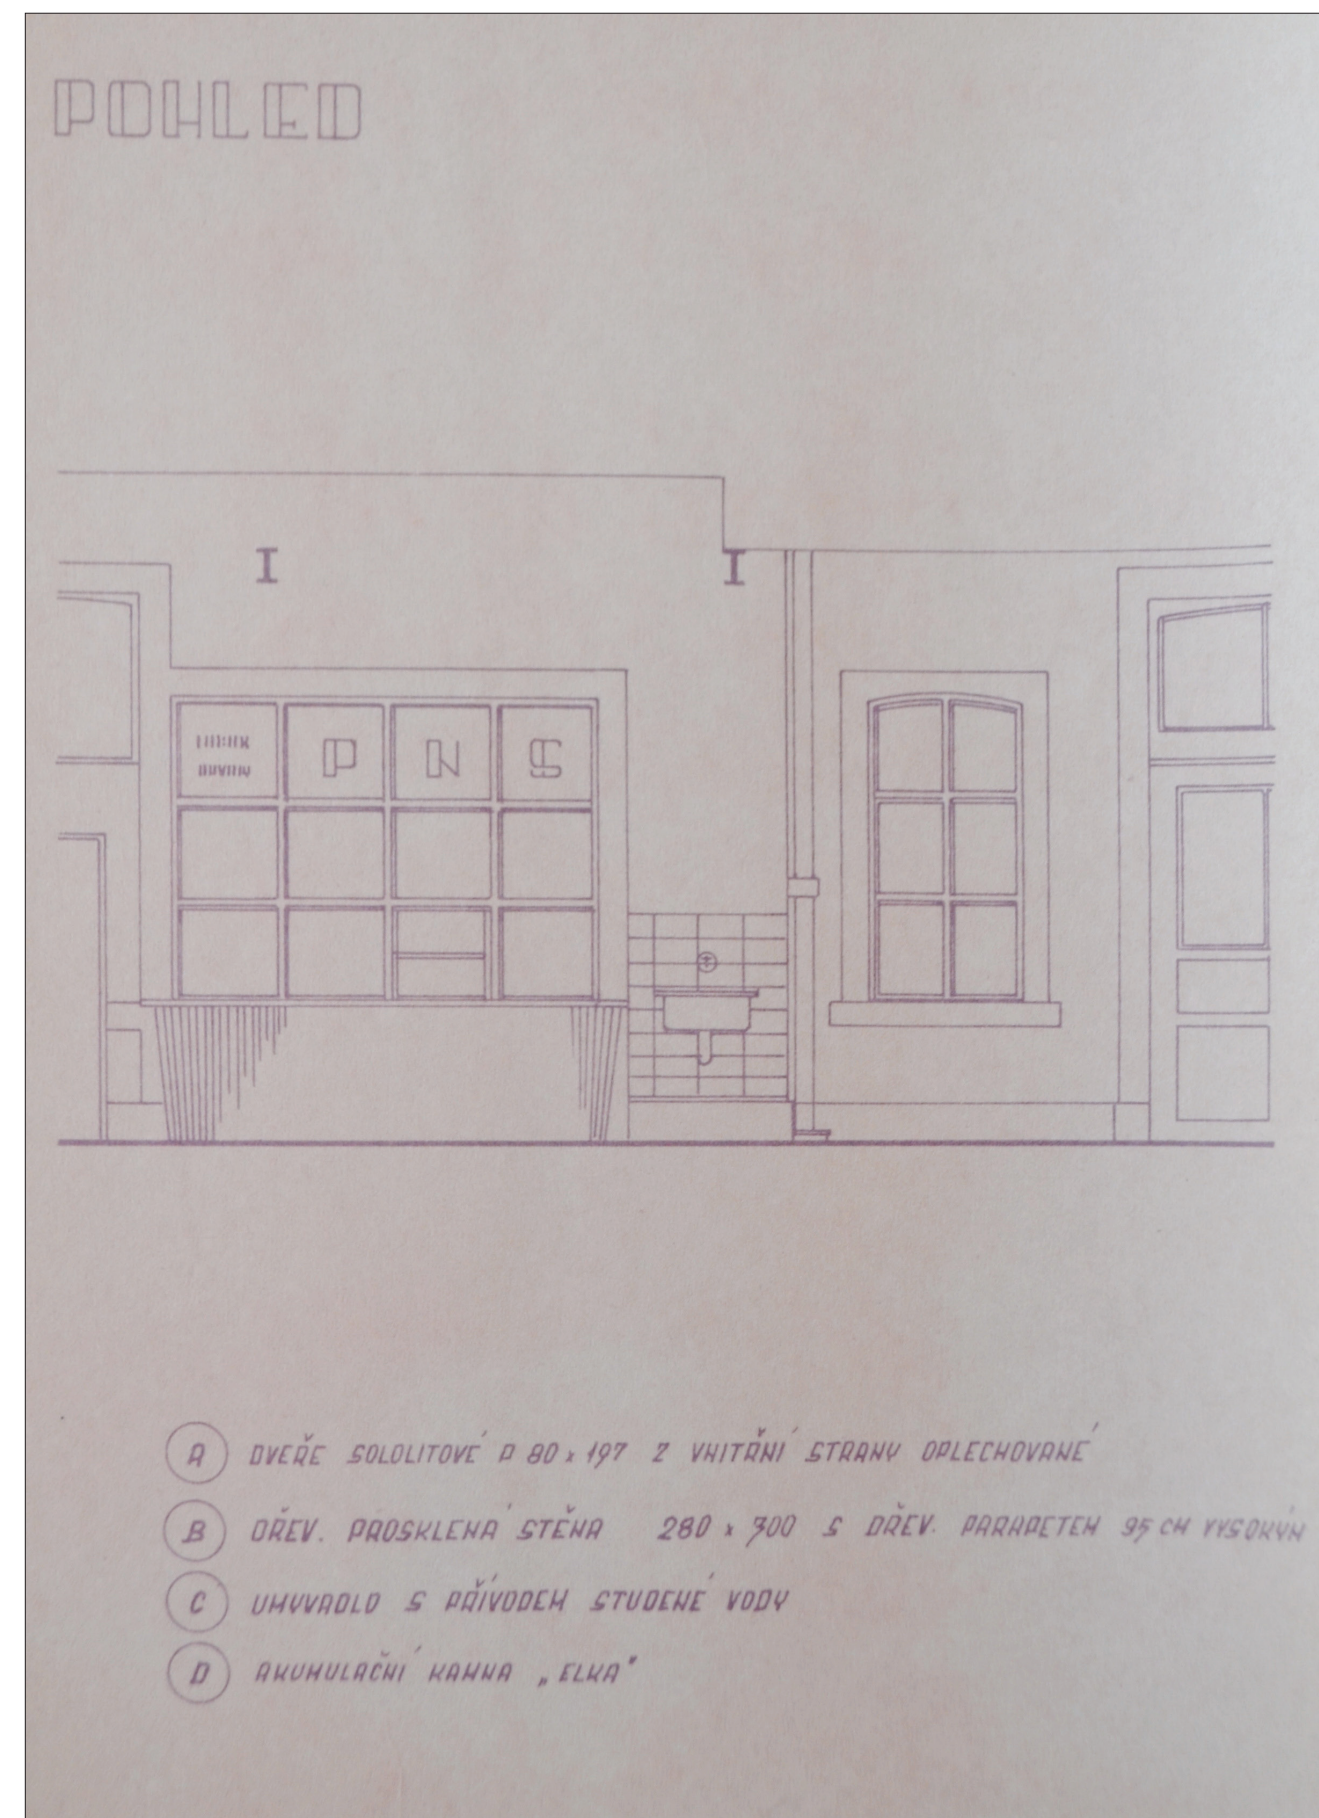 POHLED
P N S
A DVEŘE SOLOLITOVÉ P 80 x 197 Z VNITŘNÍ STRANY OPLECHOVANÉ
B DŘEV. PROSKLENÁ STĚNA 280 x 300 S DŘEV. PARAPETEM 95 CM VYSOKÝM
C UMYVADLO S PŘÍVODEM STUDENÉ VODY
D AKUMULAČNÍ KAMNA „ELKA"